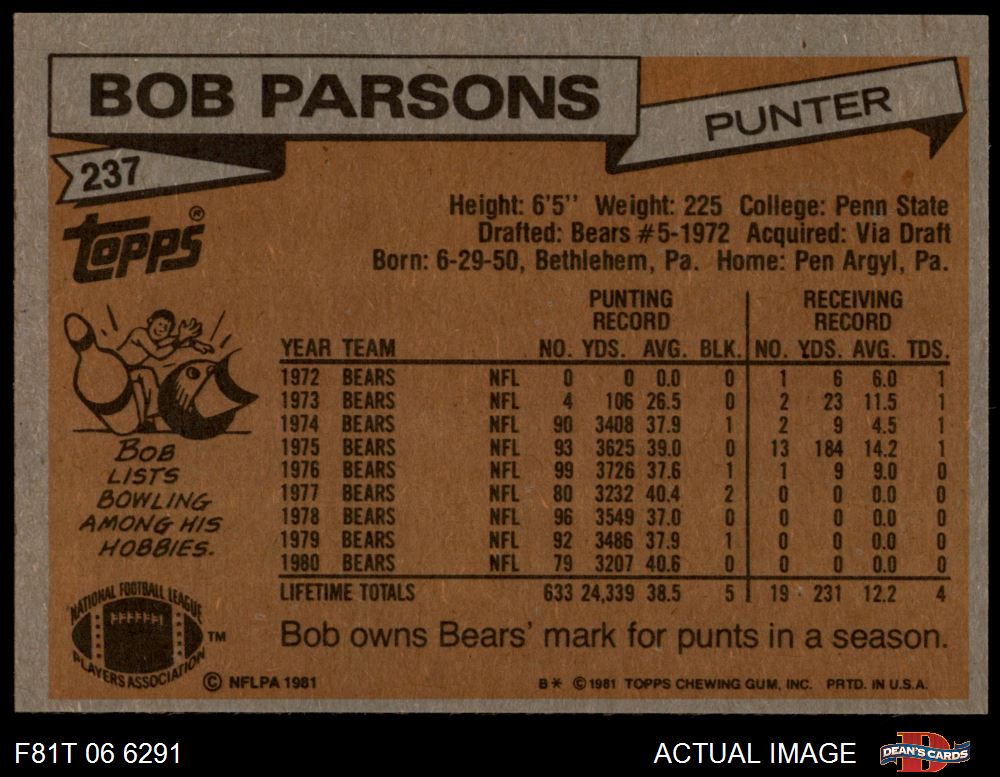 BOB PARSONS
PUNTER
237
Topps®
Height: 6'5" Weight: 225 College: Penn State
Drafted: Bears #5-1972 Acquired: Via Draft
Born: 6-29-50, Bethlehem, Pa. Home: Pen Argyl, Pa.
PUNTING RECEIVING
RECORD RECORD
YEAR TEAM NO. YDS. AVG. BLK. NO. YDS. AVG. TDS.
1972 BEARS NFL 0 0 0.0 0 1 6 6.0 1
1973 BEARS NFL 4 106 26.5 0 2 23 11.5 1
1974 BEARS NFL 90 3408 37.9 1 2 9 4.5 1
1975 BEARS NFL 93 3625 39.0 0 13 184 14.2 1
1976 BEARS NFL 99 3726 37.6 1 1 9 9.0 0
1977 BEARS NFL 80 3232 40.4 2 0 0 0.0 0
1978 BEARS NFL 96 3549 37.0 0 0 0 0.0 0
1979 BEARS NFL 92 3486 37.9 1 0 0 0.0 0
1980 BEARS NFL 79 3207 40.6 0 0 0 0.0 0
LIFETIME TOTALS 633 24,339 38.5 5 19 231 12.2 4
BOB
LISTS
BOWLING
AMONG HIS
HOBBIES.
Bob owns Bears' mark for punts in a season.
NATIONAL FOOTBALL LEAGUE
PLAYERS ASSOCIATION
TM
© NFLPA 1981
B* © 1981 TOPPS CHEWING GUM, INC. PRTD. IN U.S.A.
F81T 06 6291
ACTUAL IMAGE
DEAN'S CARDS